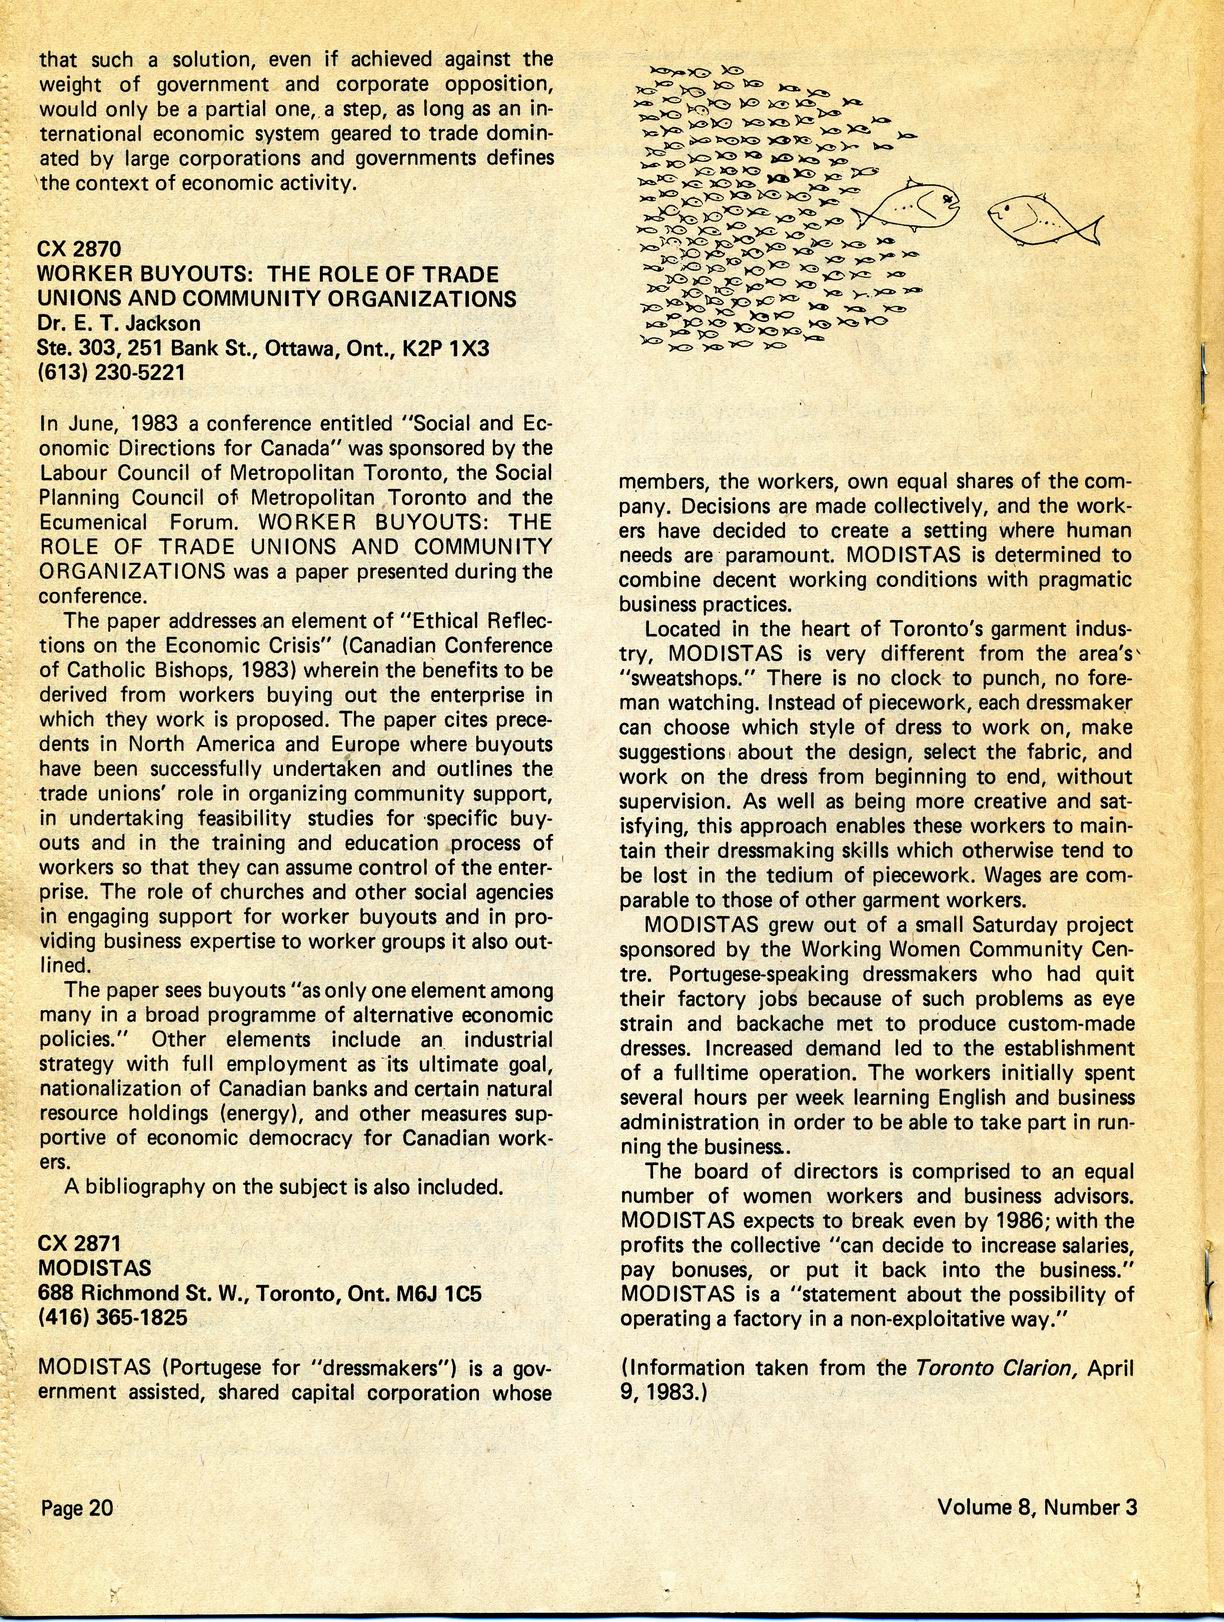 that such a solution, even if achieved against the
weight of government and corporate opposition,
would only be a partial one, a step, as long as an in-
ternational economic system geared to trade domin-
ated by large corporations and governments defines
the context of economic activity.
CX 2870
WORKER BUYOUTS: THE ROLE OF TRADE
UNIONS AND COMMUNITY ORGANIZATIONS
Dr. E. T. Jackson
Ste. 303, 251 Bank St., Ottawa, Ont., K2P 1X3
(613) 230-5221
In June, 1983 a conference entitled "Social and Ec-
onomic Directions for Canada" was sponsored by the
Labour Council of Metropolitan Toronto, the Social
Planning Council of Metropolitan Toronto and the
Ecumenical Forum. WORKER BUYOUTS: THE
ROLE OF TRADE UNIONS AND COMMUNITY
ORGANIZATIONS was a paper presented during the
conference.
The paper addresses an element of "Ethical Reflec-
tions on the Economic Crisis" (Canadian Conference
of Catholic Bishops, 1983) wherein the benefits to be
derived from workers buying out the enterprise in
which they work is proposed. The paper cites prece-
dents in North America and Europe where buyouts
have been successfully undertaken and outlines the
trade unions' role in organizing community support,
in undertaking feasibility studies for specific buy-
outs and in the training and education process of
workers so that they can assume control of the enter-
prise. The role of churches and other social agencies
in engaging support for worker buyouts and in pro-
viding business expertise to worker groups it also out-
lined.
The paper sees buyouts "as only one element among
many in a broad programme of alternative economic
policies." Other elements include an industrial
strategy with full employment as its ultimate goal,
nationalization of Canadian banks and certain natural
resource holdings (energy), and other measures sup-
portive of economic democracy for Canadian work-
ers.
A bibliography on the subject is also included.
CX 2871
MODISTAS
688 Richmond St. W., Toronto, Ont. M6J 1C5
(416) 365-1825
MODISTAS (Portugese for "dressmakers") is a gov-
ernment assisted, shared capital corporation whose
members, the workers, own equal shares of the com-
pany. Decisions are made collectively, and the work-
ers have decided to create a setting where human
needs are paramount. MODISTAS is determined to
combine decent working conditions with pragmatic
business practices.
Located in the heart of Toronto's garment indus-
try, MODISTAS is very different from the area's
"sweatshops." There is no clock to punch, no fore-
man watching. Instead of piecework, each dressmaker
can choose which style of dress to work on, make
suggestions about the design, select the fabric, and
work on the dress from beginning to end, without
supervision. As well as being more creative and sat-
isfying, this approach enables these workers to main-
tain their dressmaking skills which otherwise tend to
be lost in the tedium of piecework. Wages are com-
parable to those of other garment workers.
MODISTAS grew out of a small Saturday project
sponsored by the Working Women Community Cen-
tre. Portugese-speaking dressmakers who had quit
their factory jobs because of such problems as eye
strain and backache met to produce custom-made
dresses. Increased demand led to the establishment
of a fulltime operation. The workers initially spent
several hours per week learning English and business
administration in order to be able to take part in run-
ning the business..
The board of directors is comprised to an equal
number of women workers and business advisors.
MODISTAS expects to break even by 1986; with the
profits the collective "can decide to increase salaries,
pay bonuses, or put it back into the business."
MODISTAS is a "statement about the possibility of
operating a factory in a non-exploitative way."
(Information taken from the Toronto Clarion, April
9, 1983.)
Page 20
Volume 8, Number 3